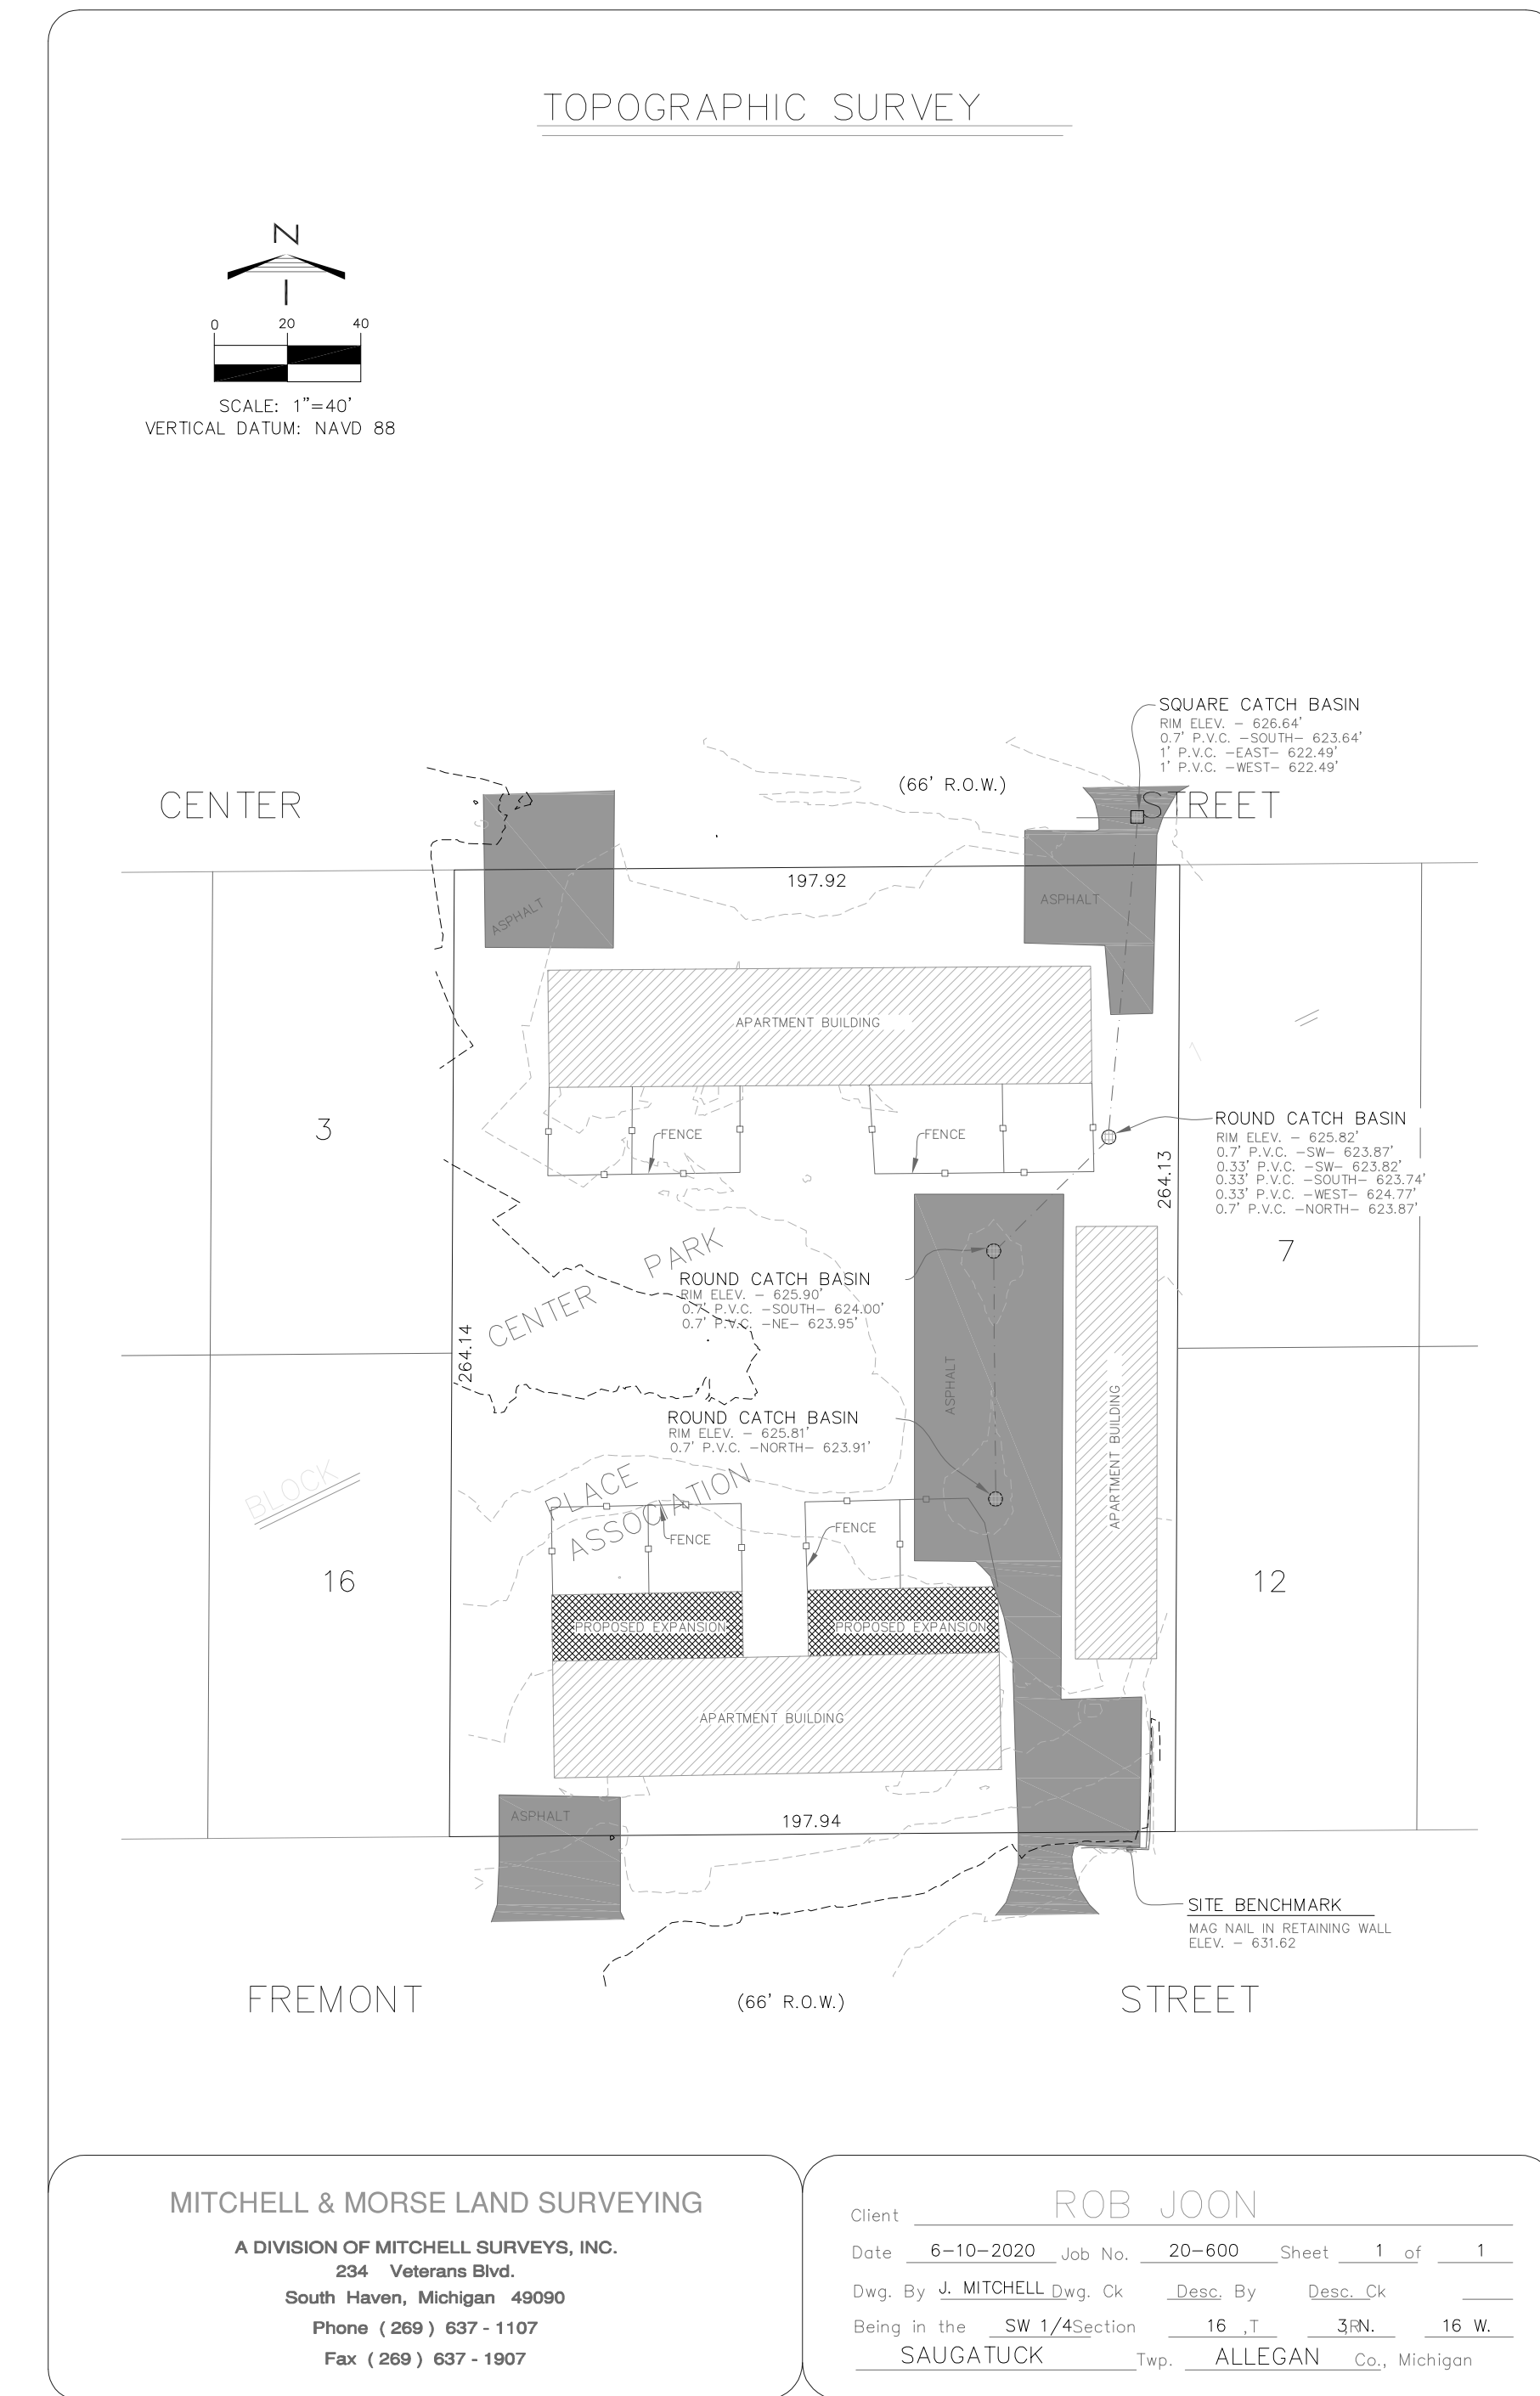 TOPOGRAPHIC SURVEY
N
0 20 40
SCALE: 1"=40'
VERTICAL DATUM: NAVD 88
SQUARE CATCH BASIN
RIM ELEV. - 626.64'
0.7' P.V.C. -SOUTH- 623.64'
1' P.V.C. -EAST- 622.49'
1' P.V.C. -WEST- 622.49'
CENTER
(66' R.O.W.)
STREET
197.92
ASPHALT
ASPHALT
APARTMENT BUILDING
3
FENCE
FENCE
ROUND CATCH BASIN
RIM ELEV. - 625.82'
0.7' P.V.C. -SW- 623.87'
0.33' P.V.C. -SW- 623.82'
0.33' P.V.C. -SOUTH- 623.74'
0.33' P.V.C. -WEST- 624.77'
0.7' P.V.C. -NORTH- 623.87'
264.13
7
CENTER PARK
ROUND CATCH BASIN
RIM ELEV. - 625.90'
0.7' P.V.C. -SOUTH- 624.00'
0.7' P.V.C. -NE- 623.95'
264.14
ASPHALT
APARTMENT BUILDING
ROUND CATCH BASIN
RIM ELEV. - 625.81'
0.7' P.V.C. -NORTH- 623.91'
BLOCK
PLACE
ASSOCIATION
FENCE
FENCE
16
12
PROPOSED EXPANSION
PROPOSED EXPANSION
APARTMENT BUILDING
ASPHALT
197.94
SITE BENCHMARK
MAG NAIL IN RETAINING WALL
ELEV. - 631.62
FREMONT
(66' R.O.W.)
STREET
MITCHELL & MORSE LAND SURVEYING
A DIVISION OF MITCHELL SURVEYS, INC.
234 Veterans Blvd.
South Haven, Michigan 49090
Phone ( 269 ) 637 - 1107
Fax ( 269 ) 637 - 1907
Client ROB JOON
Date 6-10-2020 Job No. 20-600 Sheet 1 of 1
Dwg. By J. MITCHELL Dwg. Ck Desc. By Desc. Ck
Being in the SW 1/4 Section 16 ,T 3 N. ,R 16 W.
SAUGATUCK Twp. ALLEGAN Co., Michigan